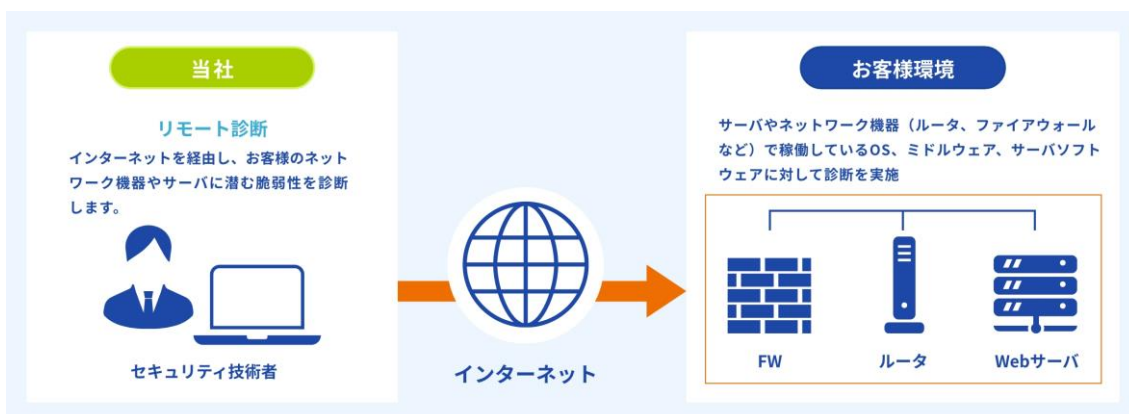 当社
リモート診断
インターネットを経由し、お客様のネット
ワーク機器やサーバに潜む脆弱性を診断
します。
セキュリティ技術者
インターネット
お客様環境
サーバやネットワーク機器（ルータ、ファイアウォール
など）で稼働しているOS、ミドルウェア、サーバソフト
ウェアに対して診断を実施
FW
ルータ
Webサーバ